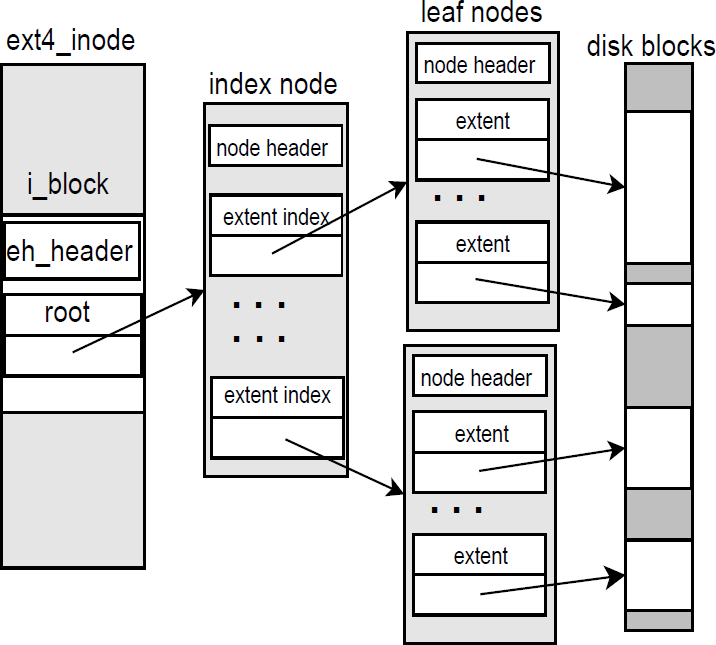 ext4_inode
i_block
eh_header
root
index node
node header
extent index
. . .
. . .
extent index
leaf nodes
node header
extent
. . .
extent
node header
extent
. . .
extent
disk blocks